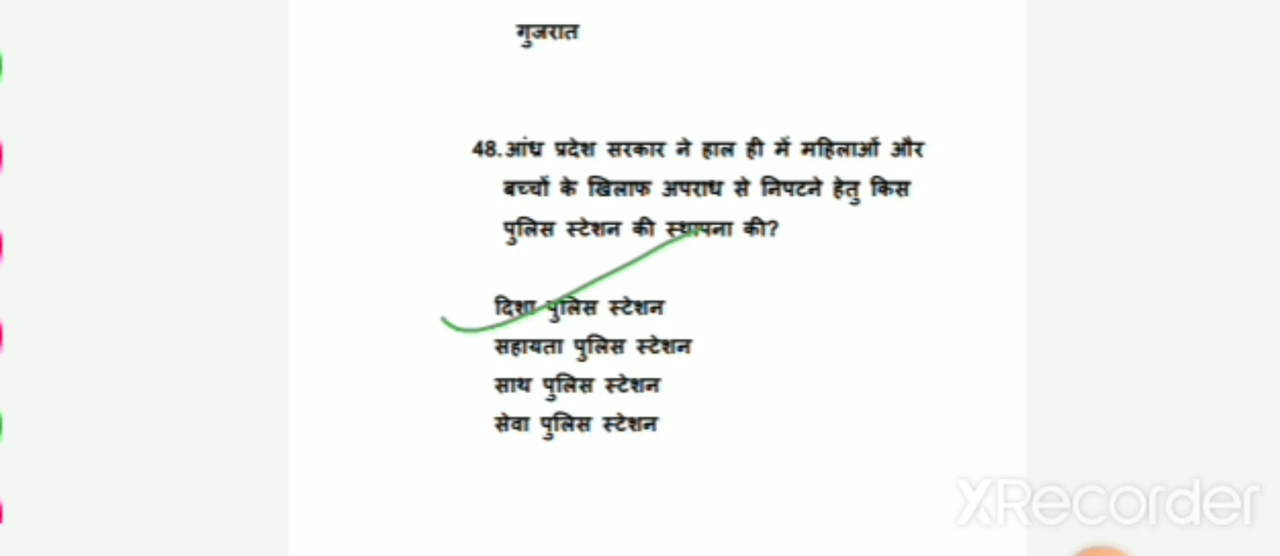 गुजरात
48.आंध्र प्रदेश सरकार ने हाल ही में महिलाओं और
बच्चों के खिलाफ अपराध से निपटने हेतु किस
पुलिस स्टेशन की स्थापना की?
दिशा पुलिस स्टेशन
सहायता पुलिस स्टेशन
साथ पुलिस स्टेशन
सेवा पुलिस स्टेशन
XRecorder